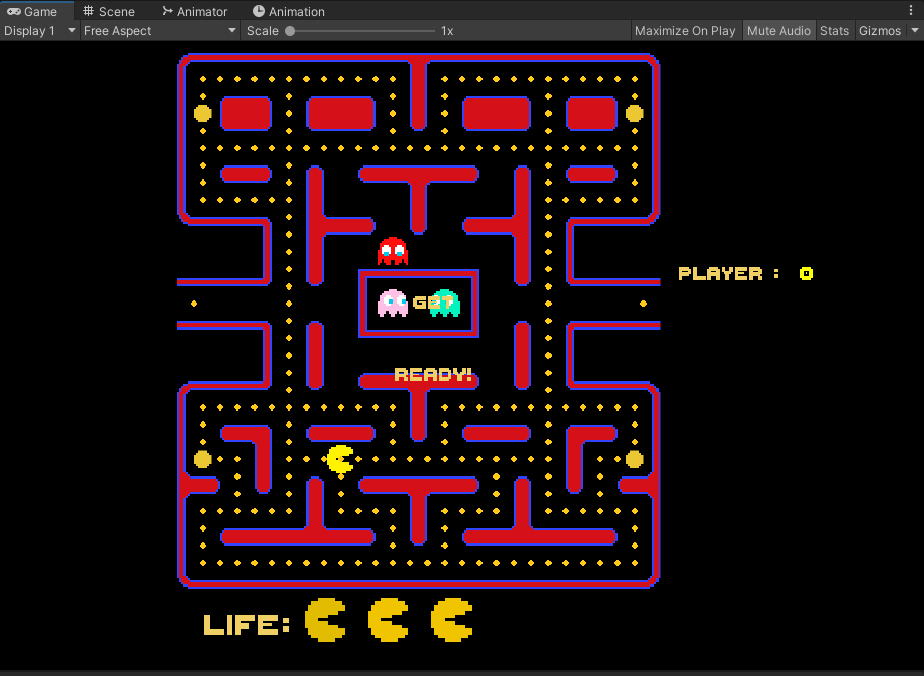 Game Scene Animator Animation
Display 1 Free Aspect Scale 1x Maximize On Play Mute Audio Stats Gizmos
PLAYER : 0
GET
READY!
LIFE: